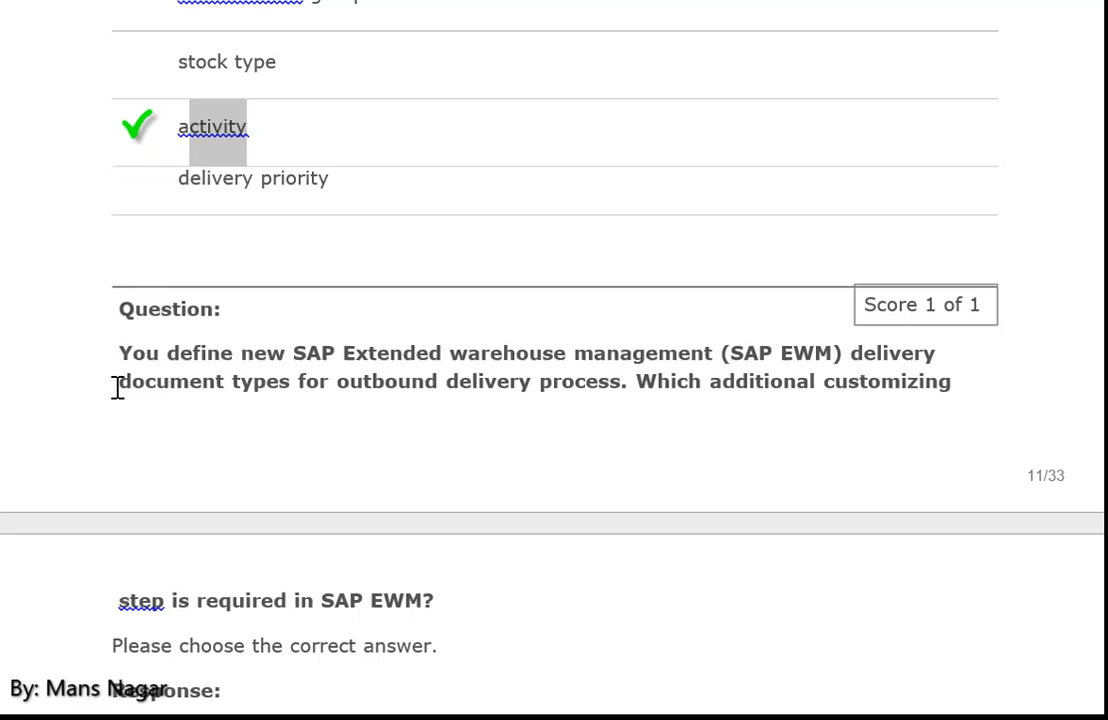 stock type
activity
delivery priority
Question:
Score 1 of 1
You define new SAP Extended warehouse management (SAP EWM) delivery
document types for outbound delivery process. Which additional customizing
11/33
step is required in SAP EWM?
Please choose the correct answer.
Response:
By: Mans Nagar